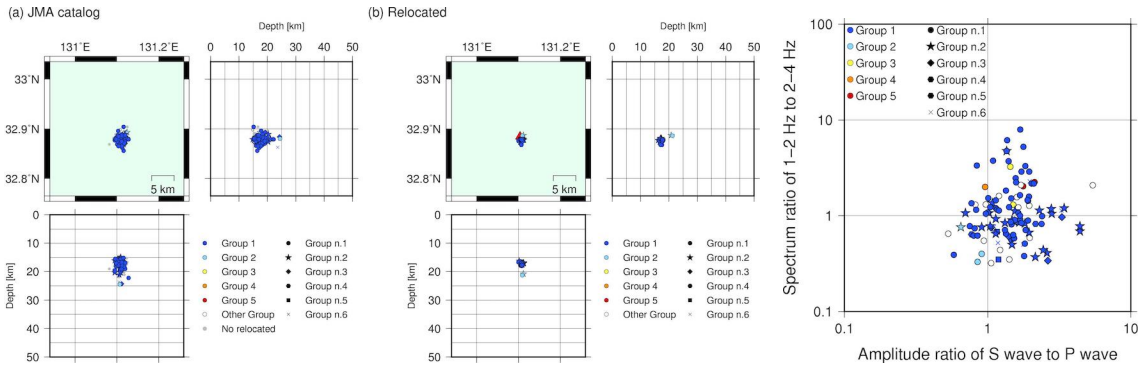 (a) JMA catalog
Depth [km]
131˚E 131.2˚E
0 10 20 30 40 50
33˚N
32.9˚N
32.8˚N
5 km
0
10
20
30
40
50
Depth [km]
Group 1
Group 2
Group 3
Group 4
Group 5
Other Group
No relocated
Group n.1
Group n.2
Group n.3
Group n.4
Group n.5
Group n.6
(b) Relocated
Depth [km]
131˚E 131.2˚E
0 10 20 30 40 50
33˚N
32.9˚N
32.8˚N
5 km
0
10
20
30
40
50
Depth [km]
Group 1
Group 2
Group 3
Group 4
Group 5
Other Group
Group n.1
Group n.2
Group n.3
Group n.4
Group n.5
Group n.6
Spectrum ratio of 1−2 Hz to 2−4 Hz
100
10
1
0.1
Group 1
Group 2
Group 3
Group 4
Group 5
Group n.1
Group n.2
Group n.3
Group n.4
Group n.5
Group n.6
0.1 1 10
Amplitude ratio of S wave to P wave